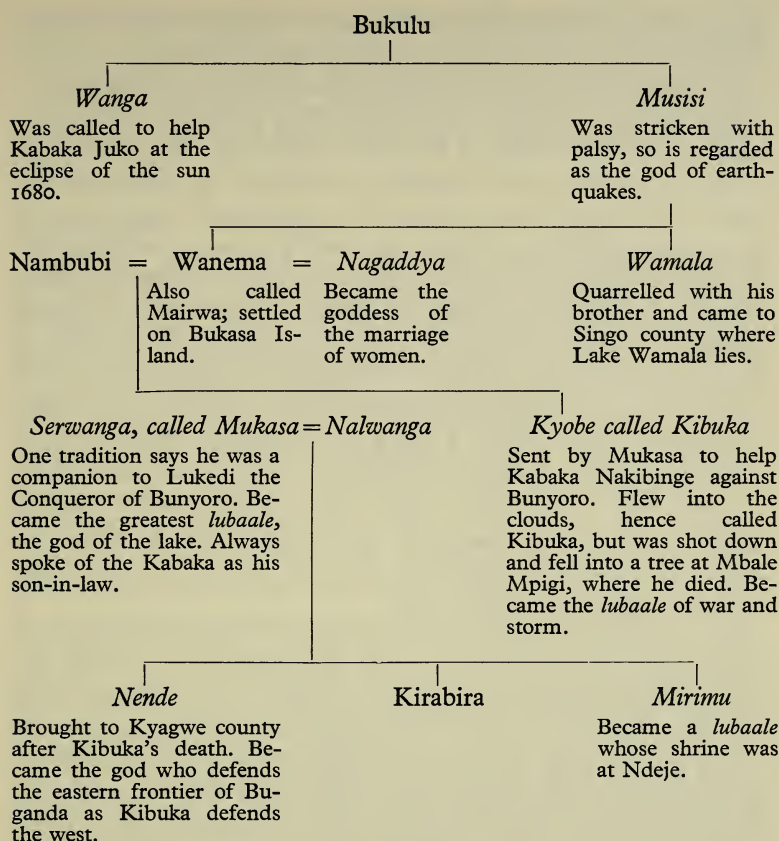 Bukulu
Wanga
Was called to help
Kabaka Juko at the
eclipse of the sun
1680.
Musisi
Was stricken with
palsy, so is regarded
as the god of earth-
quakes.
Nambubi = Wanema = Nagaddya
Also called
Mairwa; settled
on Bukasa Is-
land.
Became the
goddess of
the marriage
of women.
Wamala
Quarrelled with his
brother and came to
Singo county where
Lake Wamala lies.
Serwanga, called Mukasa=Nalwanga
One tradition says he was a
companion to Lukedi the
Conqueror of Bunyoro. Be-
came the greatest lubaale,
the god of the lake. Always
spoke of the Kabaka as his
son-in-law.
Kyobe called Kibuka
Sent by Mukasa to help
Kabaka Nakibinge against
Bunyoro. Flew into the
clouds, hence called
Kibuka, but was shot down
and fell into a tree at Mbale
Mpigi, where he died. Be-
came the lubaale of war and
storm.
Nende
Brought to Kyagwe county
after Kibuka's death. Be-
came the god who defends
the eastern frontier of Bu-
ganda as Kibuka defends
the west.
Kirabira
Mirimu
Became a lubaale
whose shrine was
at Ndeje.